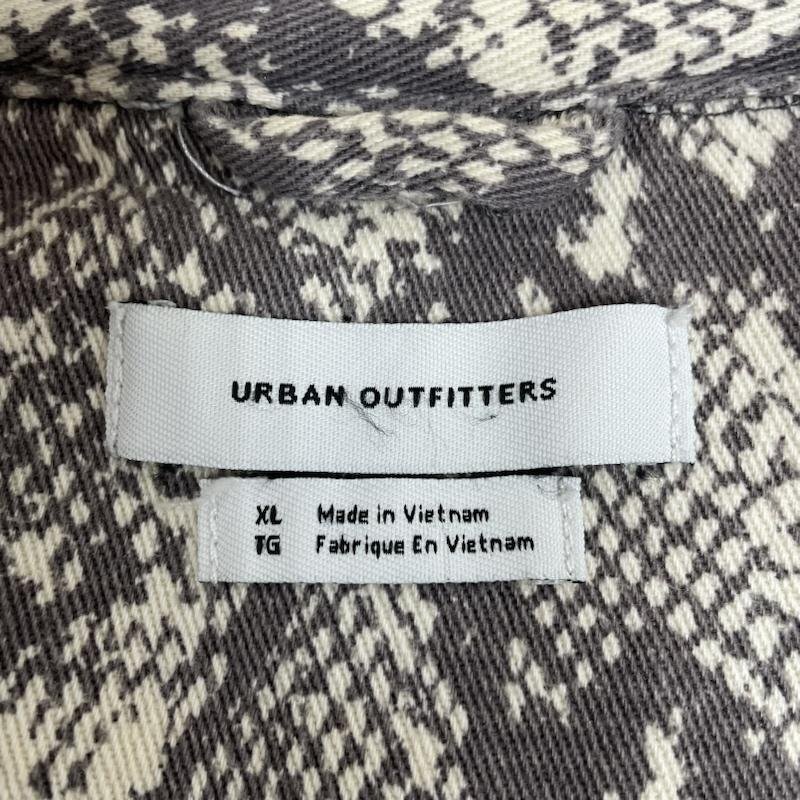 URBAN OUTFITTERS
XL Made in Vietnam
TG Fabrique En Vietnam